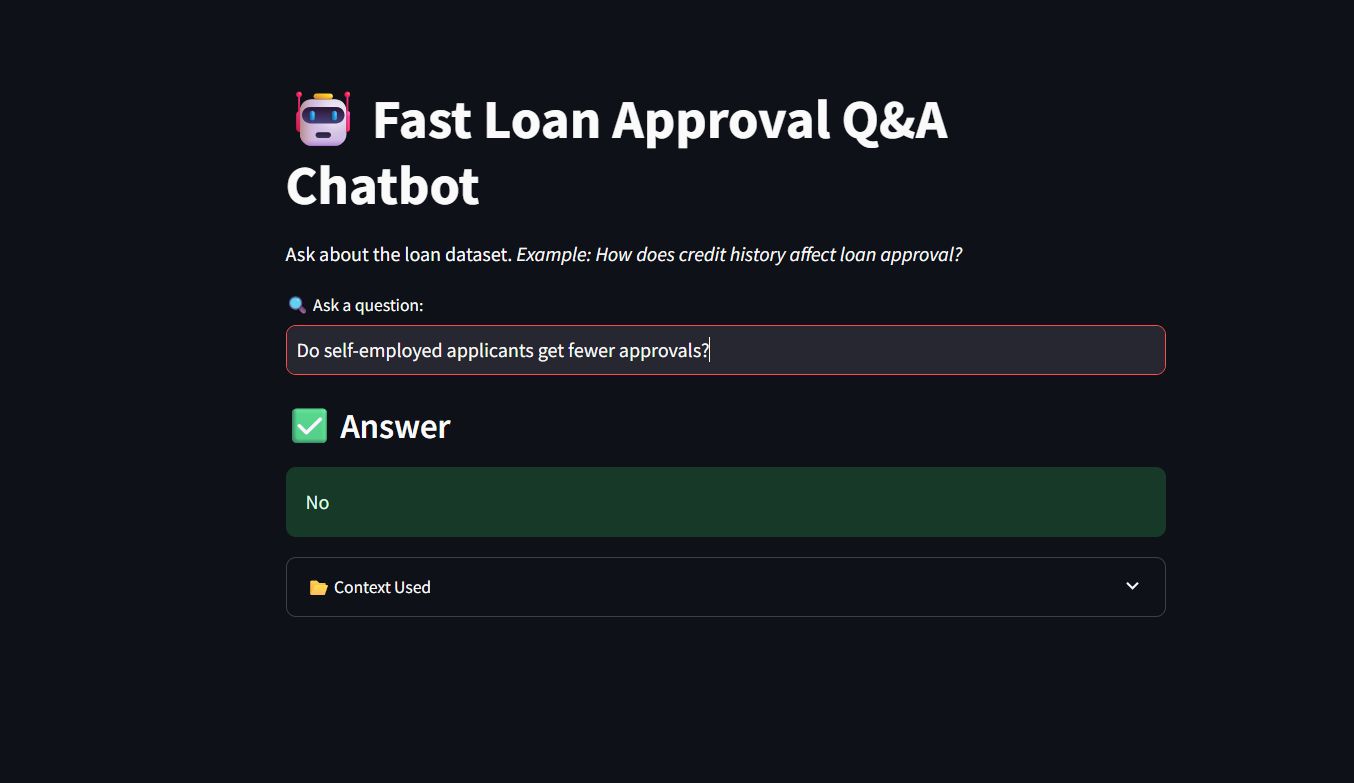 Fast Loan Approval Q&A
Chatbot
Ask about the loan dataset. Example: How does credit history affect loan approval?
Ask a question:
Do self-employed applicants get fewer approvals?
Answer
No
Context Used